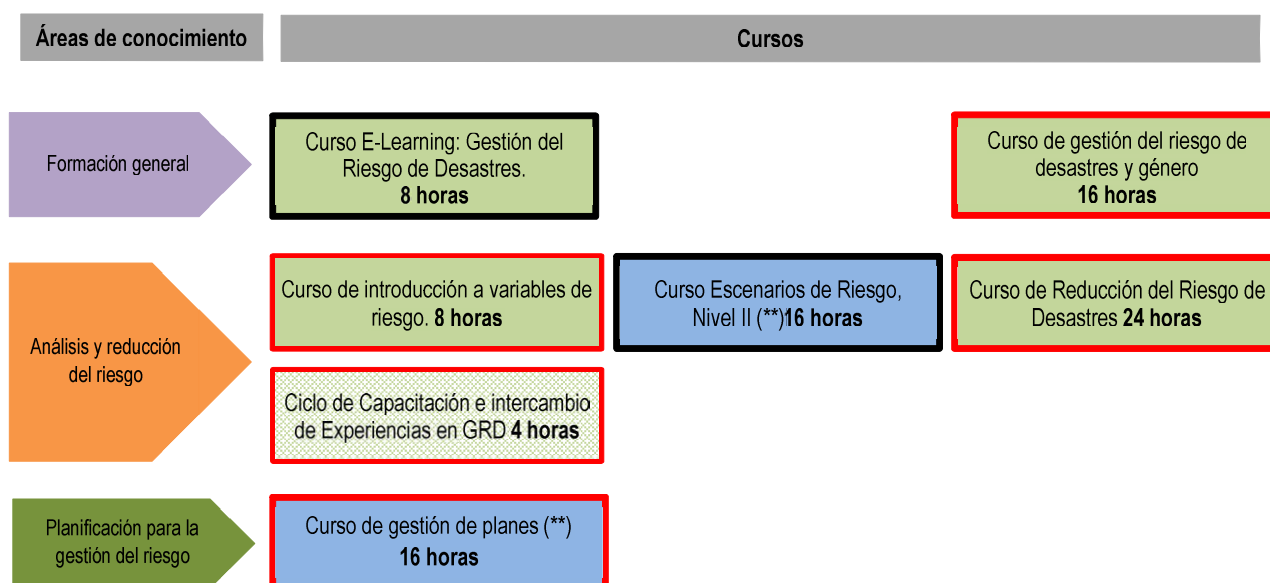 Áreas de conocimiento
Cursos
Formación general
Curso E-Learning: Gestión del
Riesgo de Desastres.
8 horas
Curso de gestión del riesgo de
desastres y género
16 horas
Análisis y reducción
del riesgo
Curso de introducción a variables de
riesgo. 8 horas
Curso Escenarios de Riesgo,
Nivel II (**) 16 horas
Curso de Reducción del Riesgo de
Desastres 24 horas
Ciclo de Capacitación e intercambio
de Experiencias en GRD 4 horas
Planificación para la
gestión del riesgo
Curso de gestión de planes (**)
16 horas